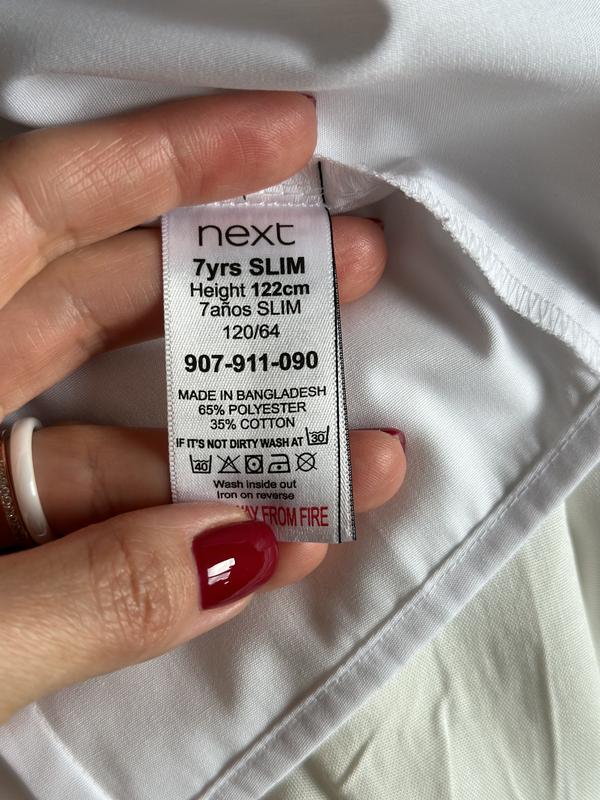 next
7yrs SLIM
Height 122cm
7años SLIM
120/64
907-911-090
MADE IN BANGLADESH
65% POLYESTER
35% COTTON
IF IT'S NOT DIRTY WASH AT 30
40
Wash inside out
Iron on reverse
FROM FIRE